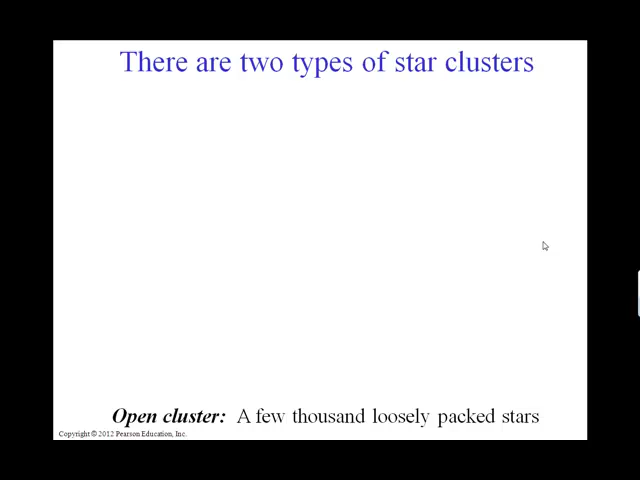 There are two types of star clusters
Open cluster: A few thousand loosely packed stars
Copyright © 2012 Pearson Education, Inc.